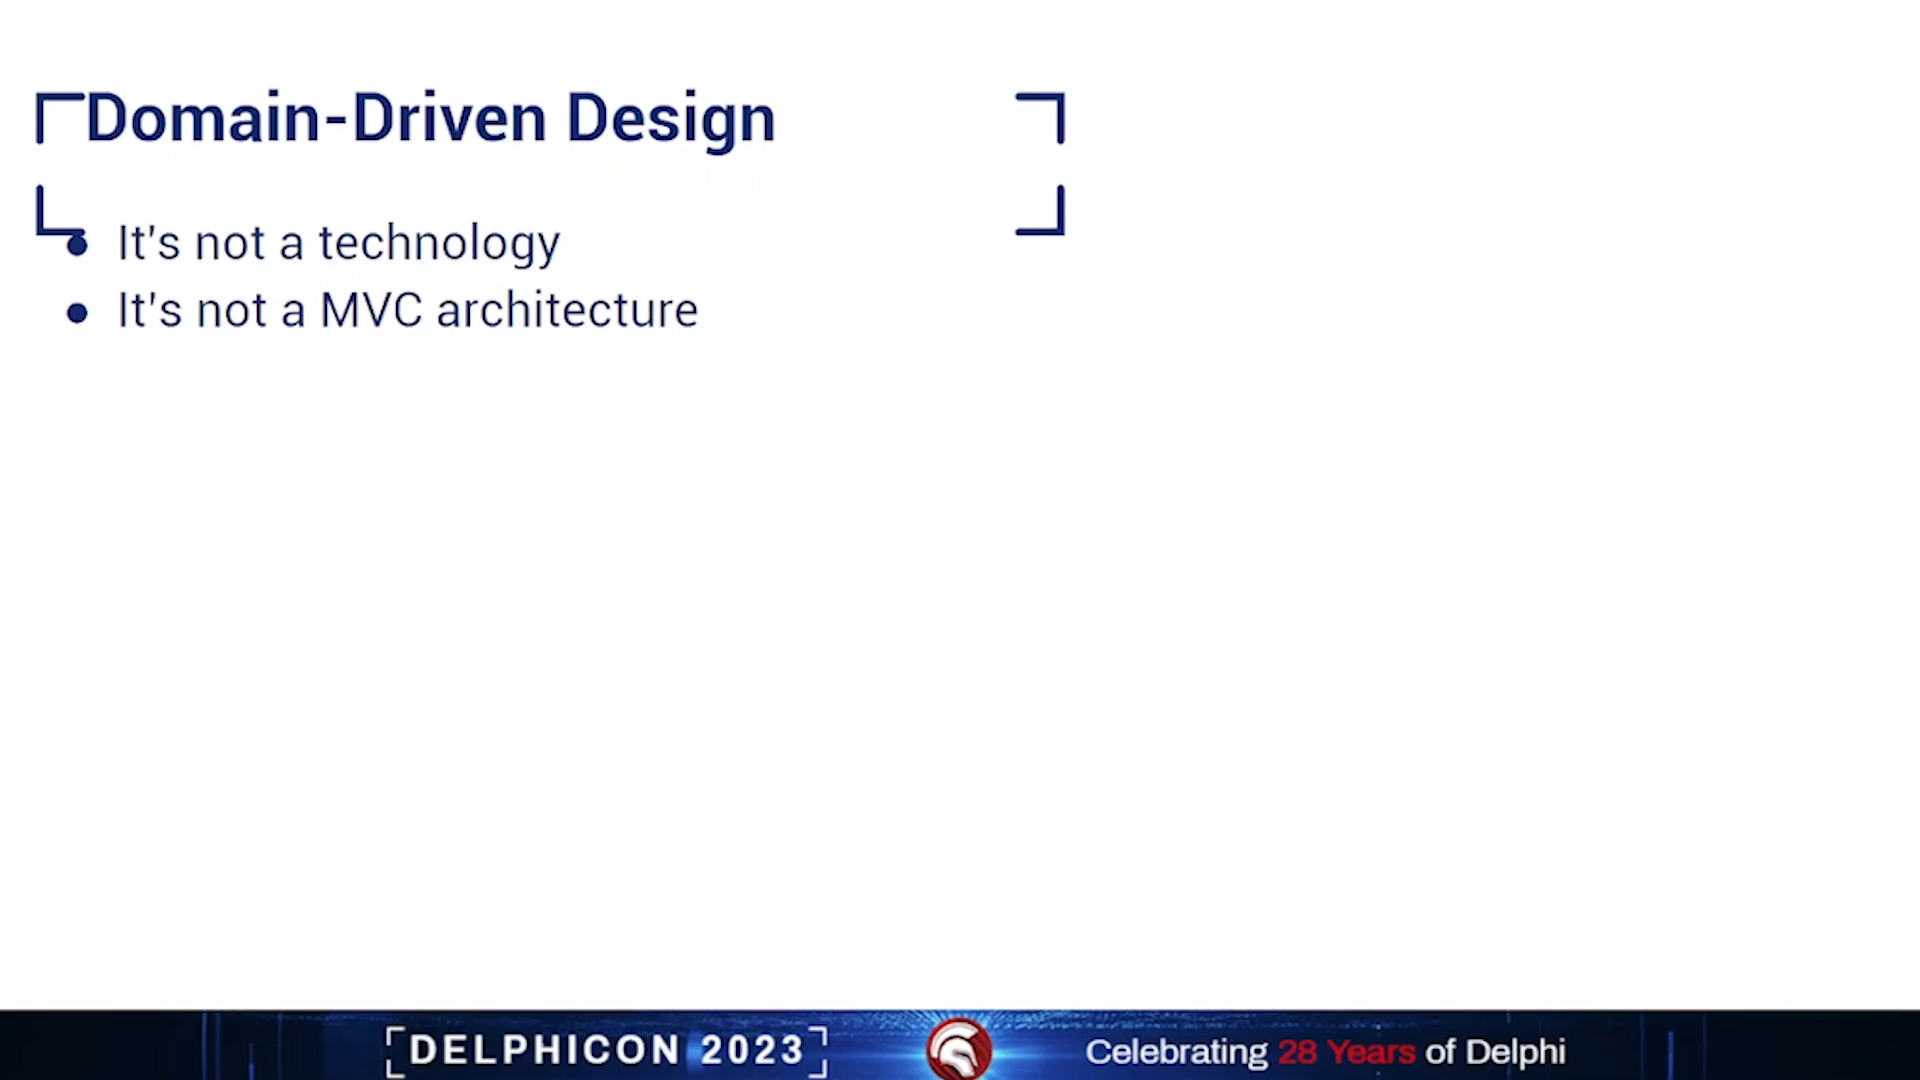 Domain-Driven Design
It's not a technology
It's not a MVC architecture
DELPHICON 2023
Celebrating 28 Years of Delphi